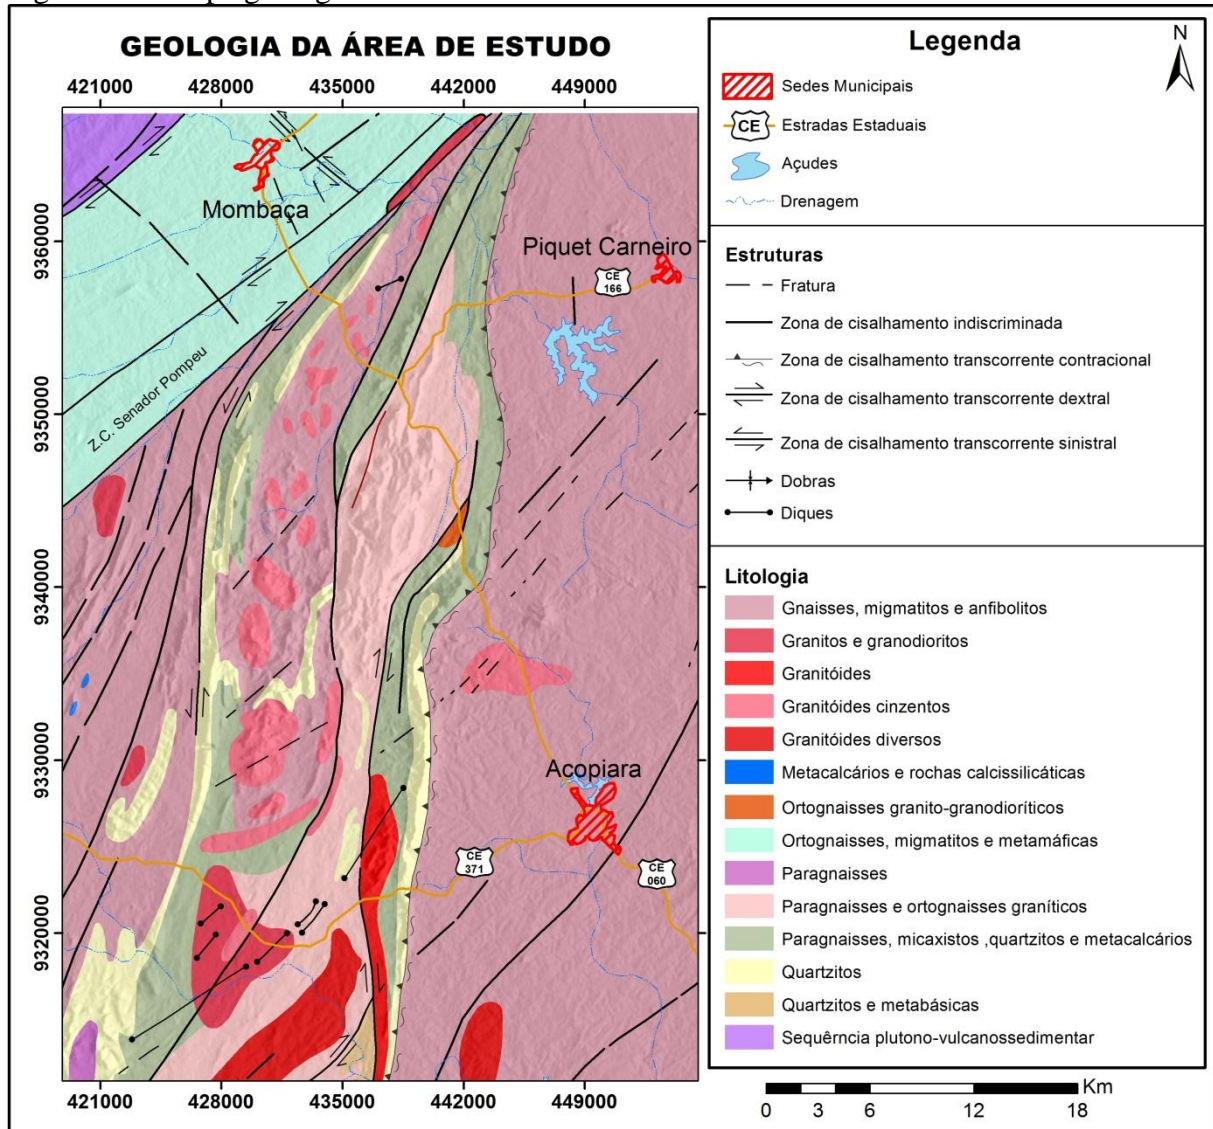 GEOLOGIA DA ÁREA DE ESTUDO
421000 428000 435000 442000 449000
9360000
9350000
9340000
9330000
9320000
Mombaça
Piquet Carneiro
CE
166
Z.C. Senador Pompeu
Acopiara
CE
371
CE
060
421000 428000 435000 442000 449000
Legenda
N
Sedes Municipais
CE
Estradas Estaduais
Açudes
Drenagem
Estruturas
Fratura
Zona de cisalhamento indiscriminada
Zona de cisalhamento transcorrente contracional
Zona de cisalhamento transcorrente dextral
Zona de cisalhamento transcorrente sinistral
Dobras
Diques
Litologia
Gnaisses, migmatitos e anfibolitos
Granitos e granodioritos
Granitóides
Granitóides cinzentos
Granitóides diversos
Metacalcários e rochas calcissilicáticas
Ortognaisses granito-granodioríticos
Ortognaisses, migmatitos e metamáficas
Paragnaisses
Paragnaisses e ortognaisses graníticos
Paragnaisses, micaxistos ,quartzitos e metacalcários
Quartzitos
Quartzitos e metabásicas
Sequêrncia plutono-vulcanossedimentar
Km
0 3 6 12 18